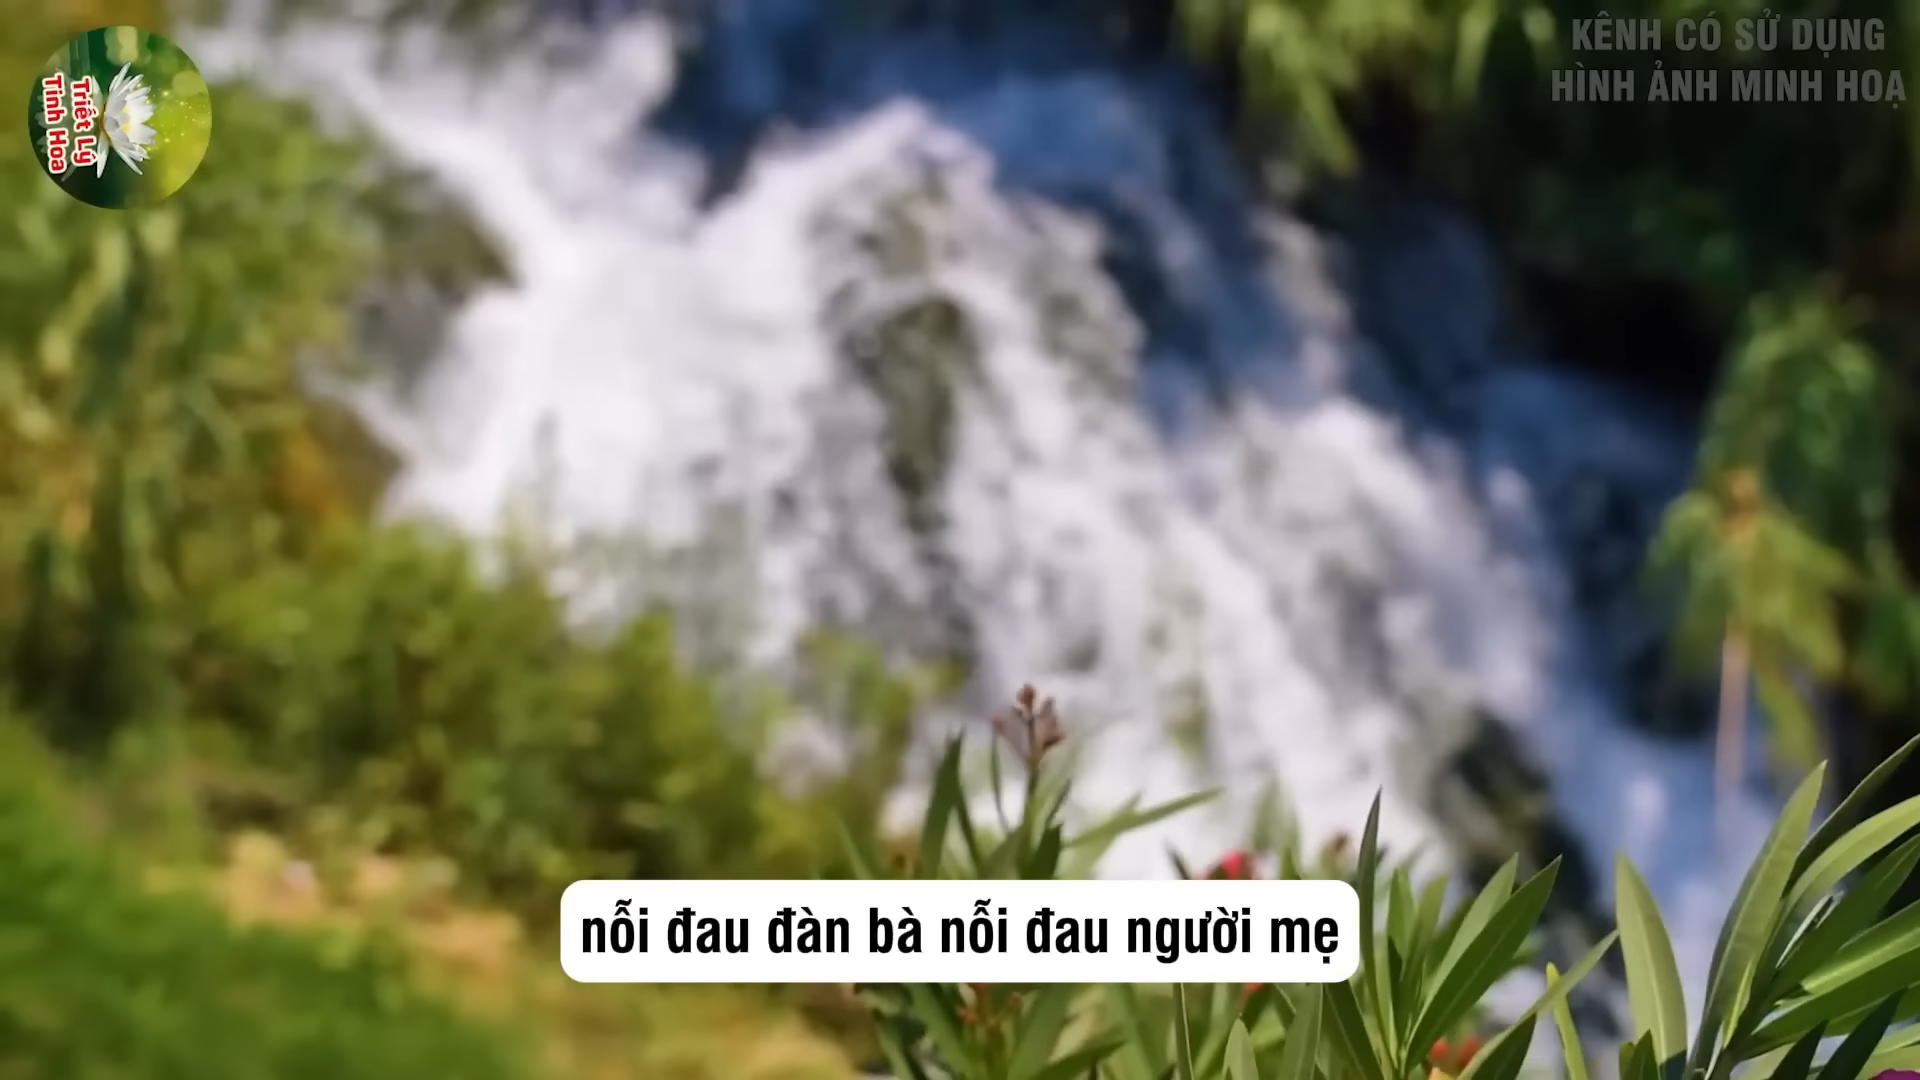 Triết Lý
Tinh Hoa
KÊNH CÓ SỬ DỤNG
HÌNH ẢNH MINH HOẠ
nỗi đau đàn bà nỗi đau người mẹ